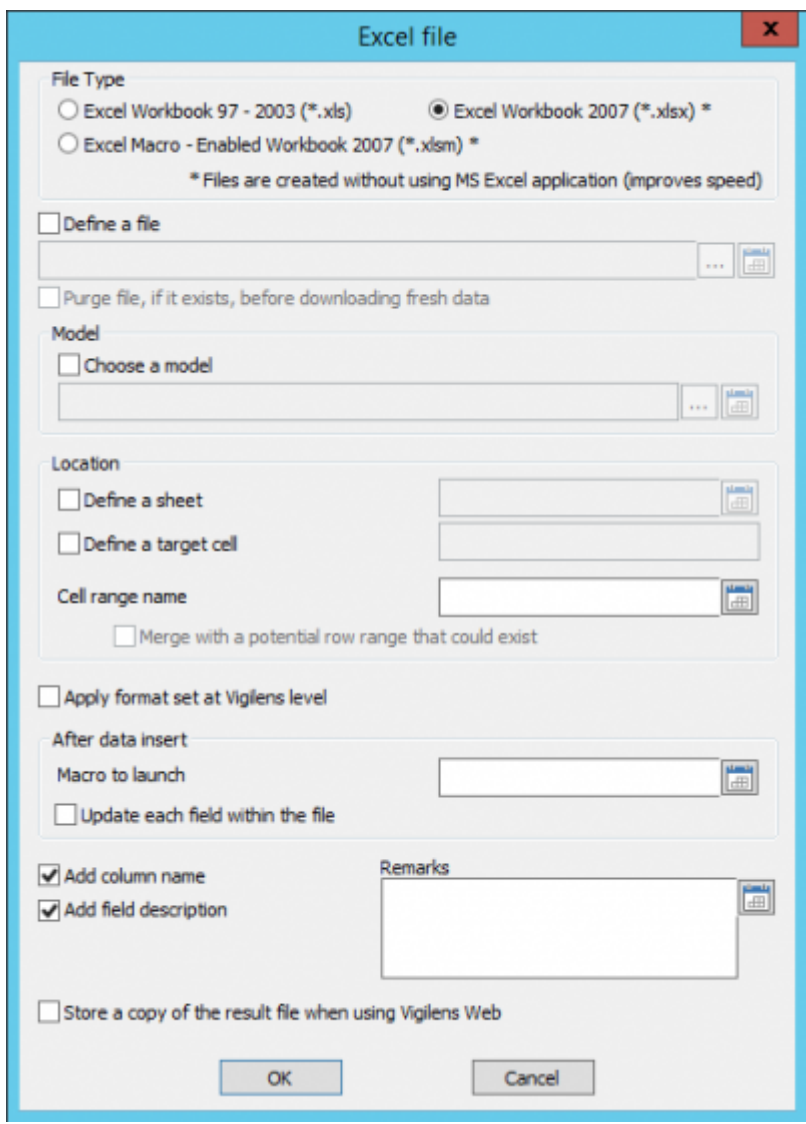 Excel file
x
File Type
Excel Workbook 97 - 2003 (*.xls)
Excel Workbook 2007 (*.xlsx) *
Excel Macro - Enabled Workbook 2007 (*.xlsm) *
* Files are created without using MS Excel application (improves speed)
Define a file
...
Purge file, if it exists, before downloading fresh data
Model
Choose a model
...
Location
Define a sheet
Define a target cell
Cell range name
Merge with a potential row range that could exist
Apply format set at Vigilens level
After data insert
Macro to launch
Update each field within the file
Add column name
Remarks
Add field description
Store a copy of the result file when using Vigilens Web
OK
Cancel